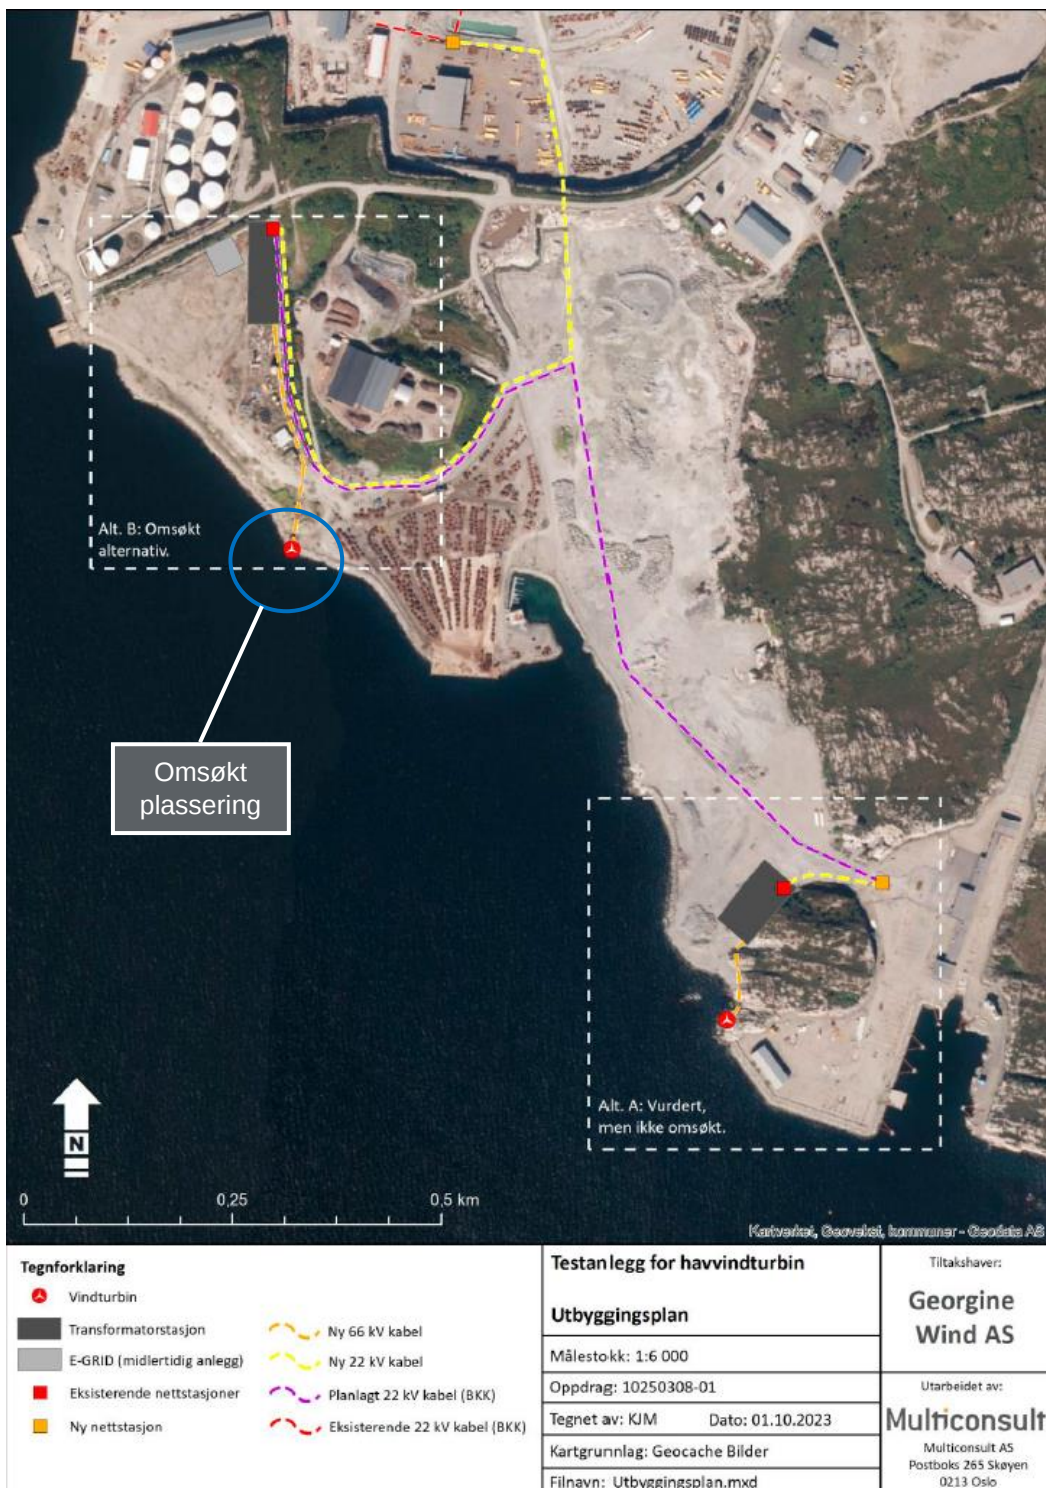 Alt. B: Omsøkt
alternativ.
Omsøkt
plassering
Alt. A: Vurdert,
men ikke omsøkt.
N
0 0,25 0,5 km
Kartverket, Geovekst, kommuner - Geodata AS
Tegnforklaring
Vindturbin
Transformatorstasjon
E-GRID (midlertidig anlegg)
Eksisterende nettstasjoner
Ny nettstasjon
Ny 66 kV kabel
Ny 22 kV kabel
Planlagt 22 kV kabel (BKK)
Eksisterende 22 kV kabel (BKK)
Testanlegg for havvindturbin
Utbyggingsplan
Målestokk: 1:6 000
Oppdrag: 10250308-01
Tegnet av: KJM Dato: 01.10.2023
Kartgrunnlag: Geocache Bilder
Filnavn: Utbyggingsplan.mxd
Tiltakshaver:
Georgine
Wind AS
Utarbeidet av:
Multiconsult
Multiconsult AS
Postboks 265 Skøyen
0213 Oslo